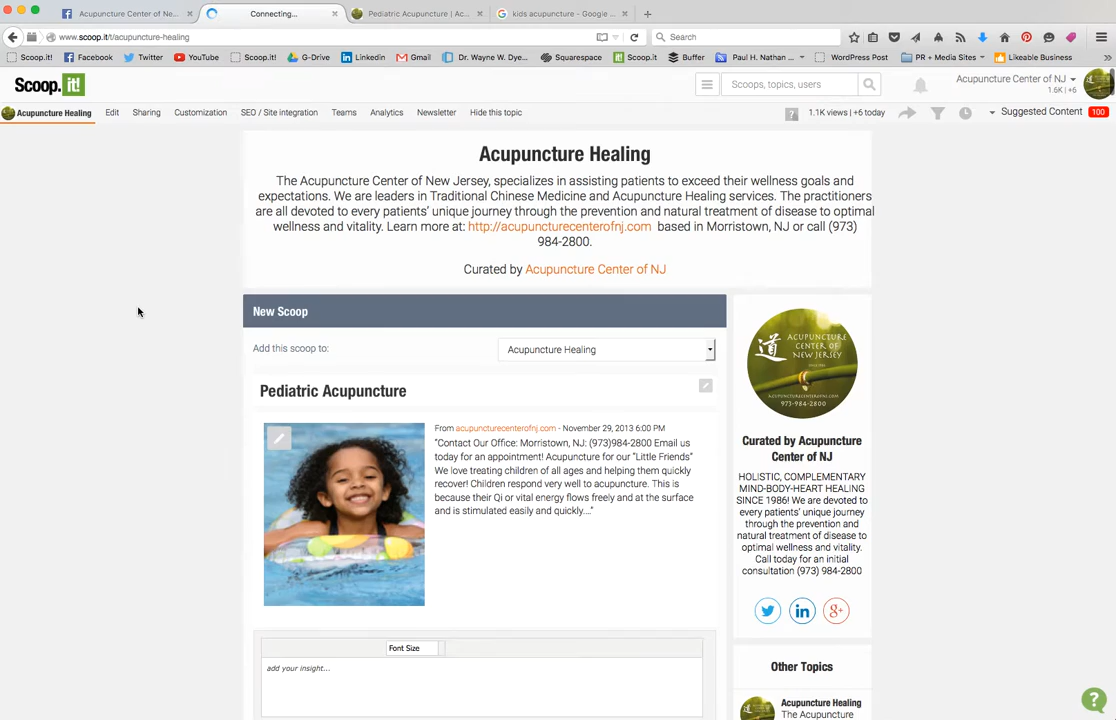 Acupuncture Center of Ne...
Connecting...
Pediatric Acupuncture | Ac...
kids acupuncture - Google ...
www.scoop.it/t/acupuncture-healing
Search
Scoop.it!
Facebook
Twitter
YouTube
Scoop.it!
G-Drive
Linkedin
Gmail
Dr. Wayne W. Dye...
Squarespace
Scoop.it
Buffer
Paul H. Nathan ...
WordPress Post
PR + Media Sites
Likeable Business
Scoop.it!
Scoops, topics, users
Acupuncture Center of NJ
1.6K | +6
Acupuncture Healing
Edit
Sharing
Customization
SEO / Site integration
Teams
Analytics
Newsletter
Hide this topic
?
1.1K views | +6 today
Suggested Content
100
Acupuncture Healing
The Acupuncture Center of New Jersey, specializes in assisting patients to exceed their wellness goals and
expectations. We are leaders in Traditional Chinese Medicine and Acupuncture Healing services. The practitioners
are all devoted to every patients' unique journey through the prevention and natural treatment of disease to optimal
wellness and vitality. Learn more at: http://acupuncturecenterofnj.com based in Morristown, NJ or call (973)
984-2800.
Curated by Acupuncture Center of NJ
New Scoop
Add this scoop to:
Acupuncture Healing
Pediatric Acupuncture
From acupuncturecenterofnj.com - November 29, 2013 6:00 PM
"Contact Our Office: Morristown, NJ: (973)984-2800 Email us
today for an appointment! Acupuncture for our "Little Friends"
We love treating children of all ages and helping them quickly
recover! Children respond very well to acupuncture. This is
because their Qi or vital energy flows freely and at the surface
and is stimulated easily and quickly...."
Font Size
add your insight...
道
ACUPUNCTURE
CENTER OF
NEW JERSEY
973-984-2800
Curated by Acupuncture
Center of NJ
HOLISTIC, COMPLEMENTARY
MIND-BODY-HEART HEALING
SINCE 1986! We are devoted to
every patients' unique journey
through the prevention and
natural treatment of disease to
optimal wellness and vitality.
Call today for an initial
consultation (973) 984-2800
Other Topics
Acupuncture Healing
The Acupuncture
?